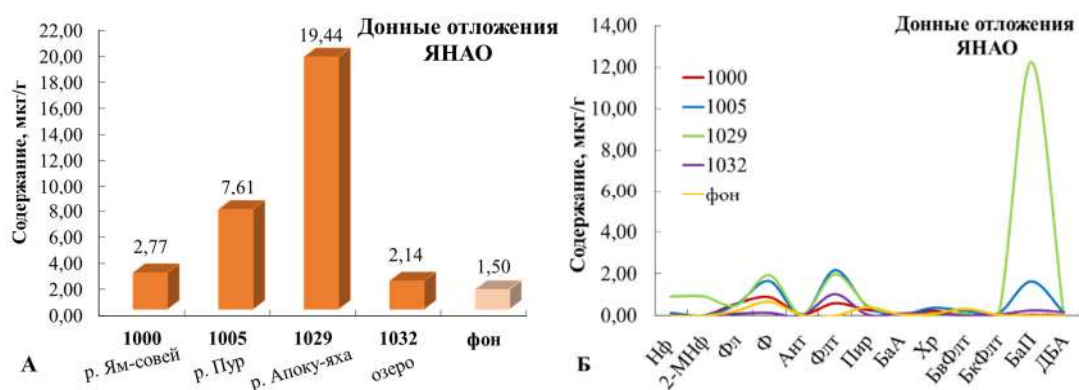 Донные отложения
ЯНАО
Содержание, мкг/г
22,00
20,00
18,00
16,00
14,00
12,00
10,00
8,00
6,00
4,00
2,00
0,00
2,77
7,61
19,44
2,14
1,50
1000
1005
1029
1032
фон
р. Ям-совей
р. Пур
р. Апоку-яха
озеро
А
Донные отложения
ЯНАО
Содержание, мкг/г
14,00
12,00
10,00
8,00
6,00
4,00
2,00
0,00
1000
1005
1029
1032
фон
Нф
2-МНф
Фл
Ф
Ант
Флт
Пир
БаА
Хр
БвФлт
БкФлт
БаП
ДБА
Б